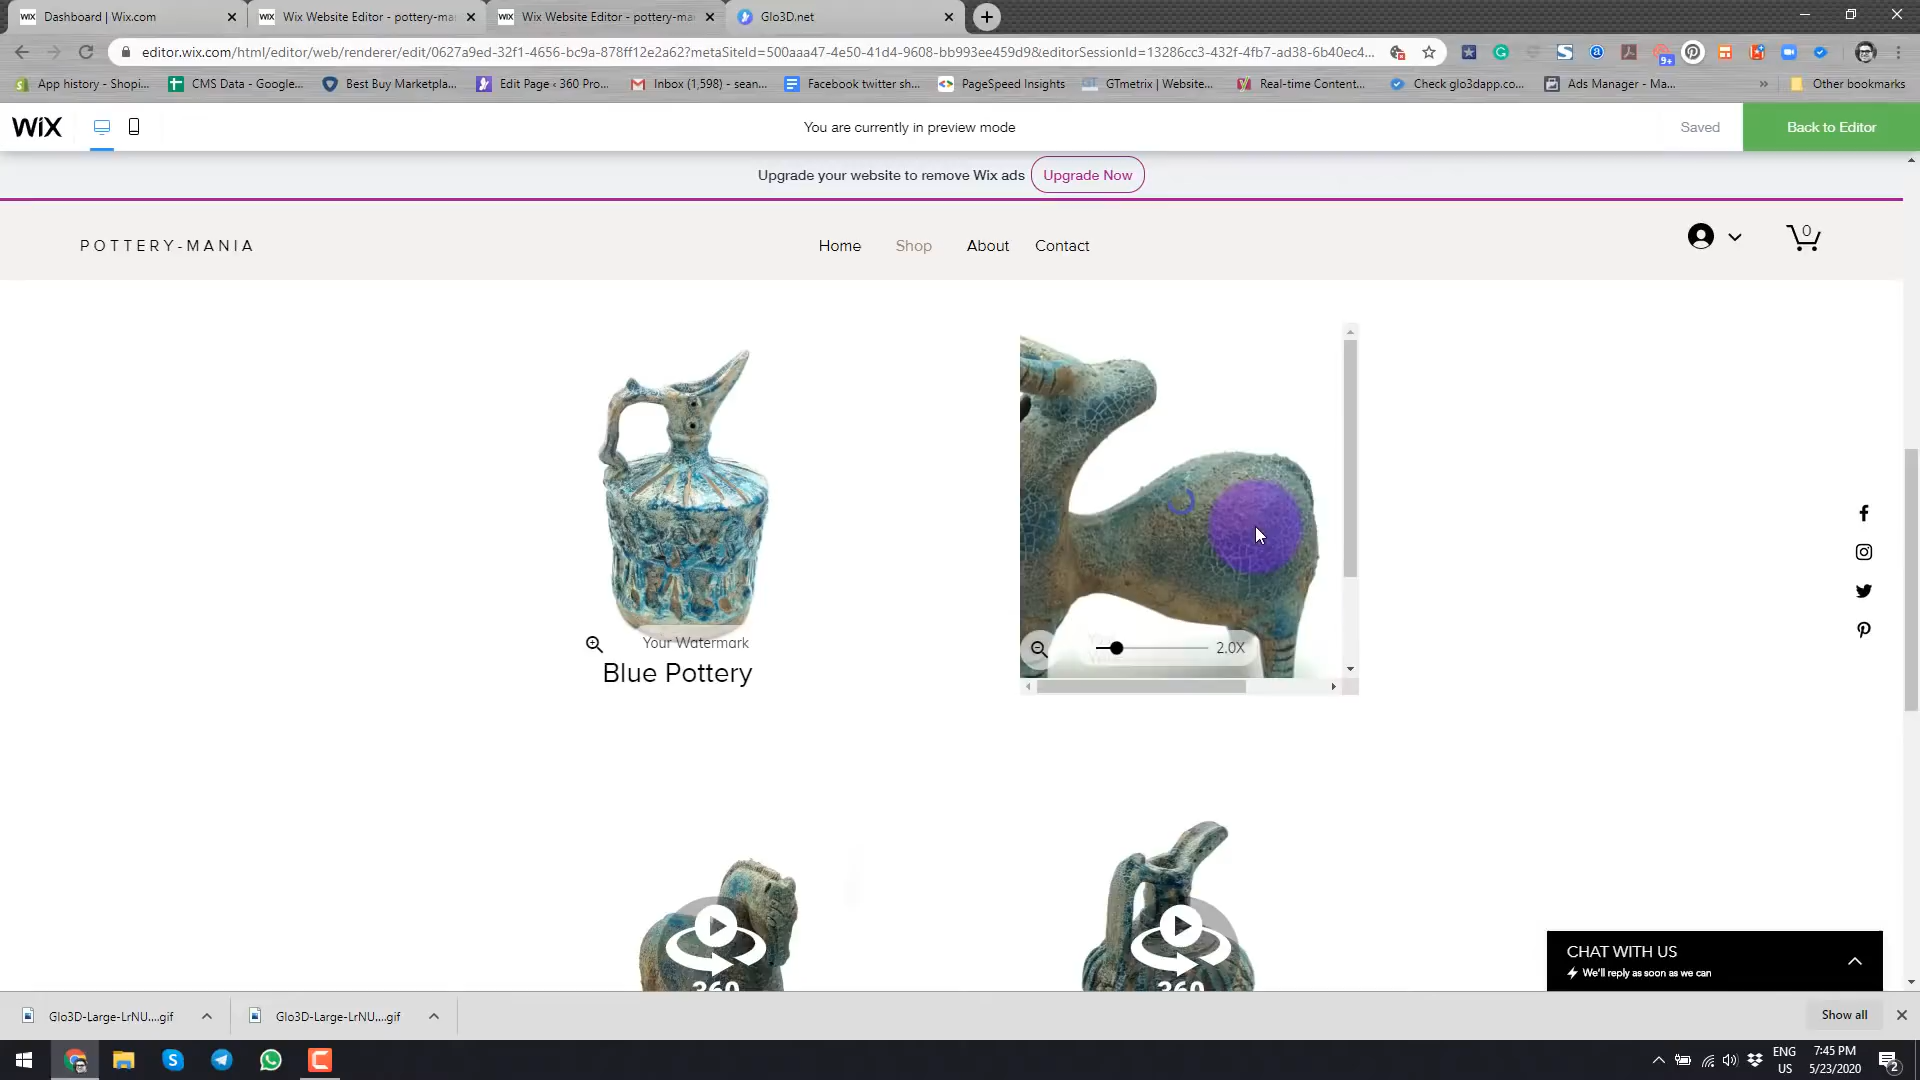 Dashboard | Wix.com
Wix Website Editor - pottery-ma
Wix Website Editor - pottery-ma
Glo3D.net
editor.wix.com/html/editor/web/renderer/edit/0627a9ed-32f1-4656-bc9a-878ff12e2a62?metaSiteId=500aaa47-4e50-41d4-9608-bb993ee459d9&editorSessionId=13286cc3-432f-4fb7-ad38-6b40ec4...
App history - Shopi...
CMS Data - Google...
Best Buy Marketpla...
Edit Page ‹ 360 Pro...
Inbox (1,598) - sean...
Facebook twitter sh...
PageSpeed Insights
GTmetrix | Website...
Real-time Content...
Check glo3dapp.co...
Ads Manager - Ma...
Other bookmarks
WiX
You are currently in preview mode
Saved
Back to Editor
Upgrade your website to remove Wix ads
Upgrade Now
POTTERY-MANIA
Home
Shop
About
Contact
0
Your Watermark
Blue Pottery
2.0X
360
360
CHAT WITH US
We'll reply as soon as we can
Glo3D-Large-LrNU....gif
Glo3D-Large-LrNU....gif
Show all
ENG
US
7:45 PM
5/23/2020
2